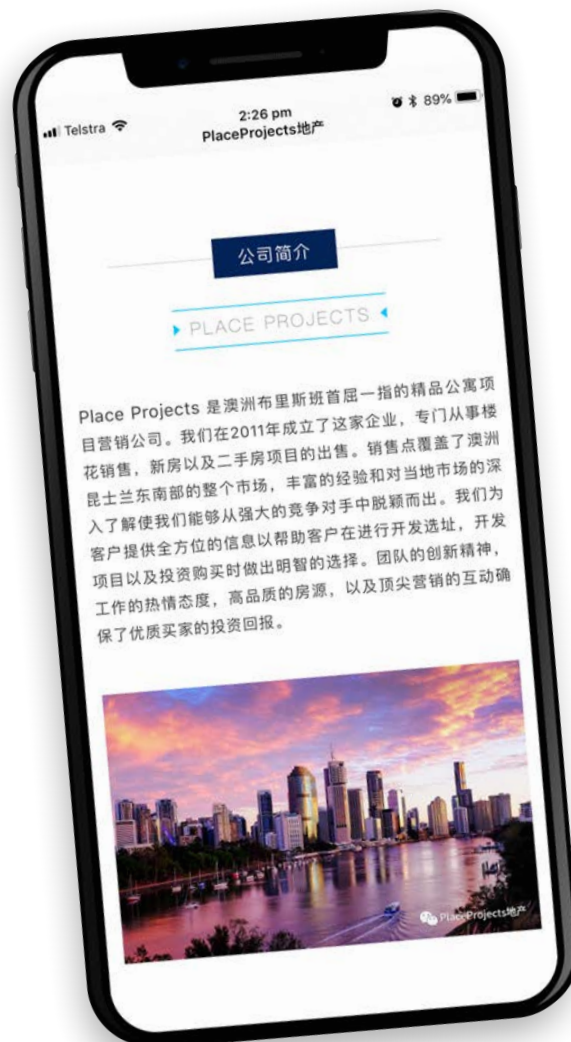 Telstra
2:26 pm
89%
PlaceProjects地产
公司简介
PLACE PROJECTS
Place Projects 是澳洲布里斯班首屈一指的精品公寓项
目营销公司。我们在2011年成立了这家企业，专门从事楼
花销售，新房以及二手房项目的出售。销售点覆盖了澳洲
昆士兰东南部的整个市场，丰富的经验和对当地市场的深
入了解使我们能够从强大的竞争对手中脱颖而出。我们为
客户提供全方位的信息以帮助客户在进行开发选址，开发
项目以及投资购买时做出明智的选择。团队的创新精神，
工作的热情态度，高品质的房源，以及顶尖营销的互动确
保了优质买家的投资回报。
PlaceProjects地产